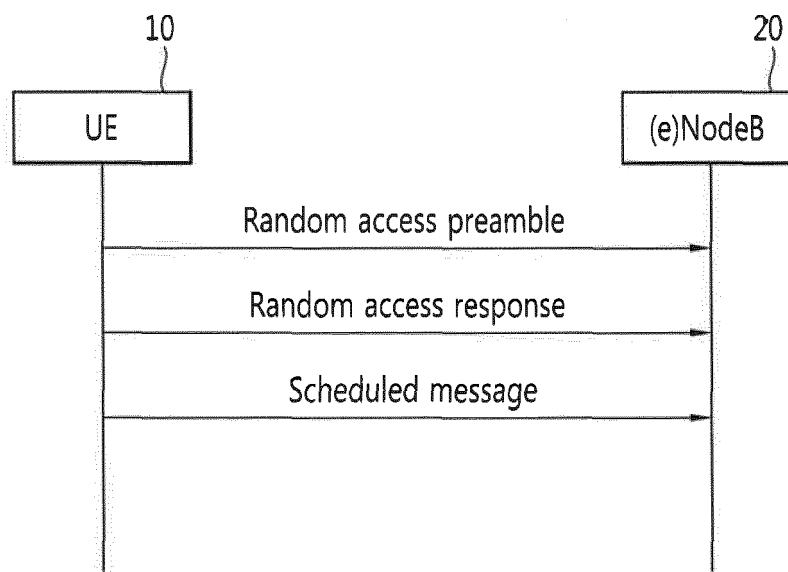 10
20
UE
(e)NodeB
Random access preamble
Random access response
Scheduled message